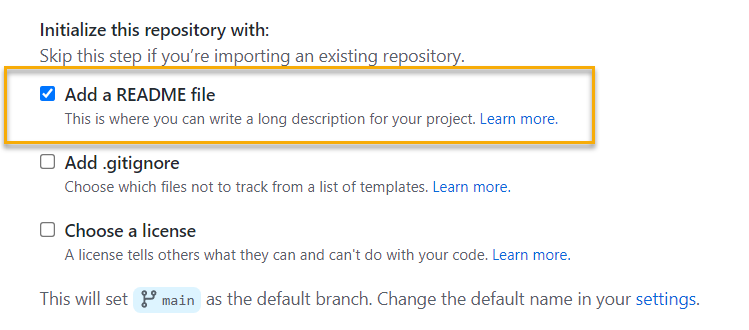 Initialize this repository with:
Skip this step if you’re importing an existing repository.
Add a README file
This is where you can write a long description for your project. Learn more.
Add .gitignore
Choose which files not to track from a list of templates. Learn more.
Choose a license
A license tells others what they can and can't do with your code. Learn more.
This will set main as the default branch. Change the default name in your settings.